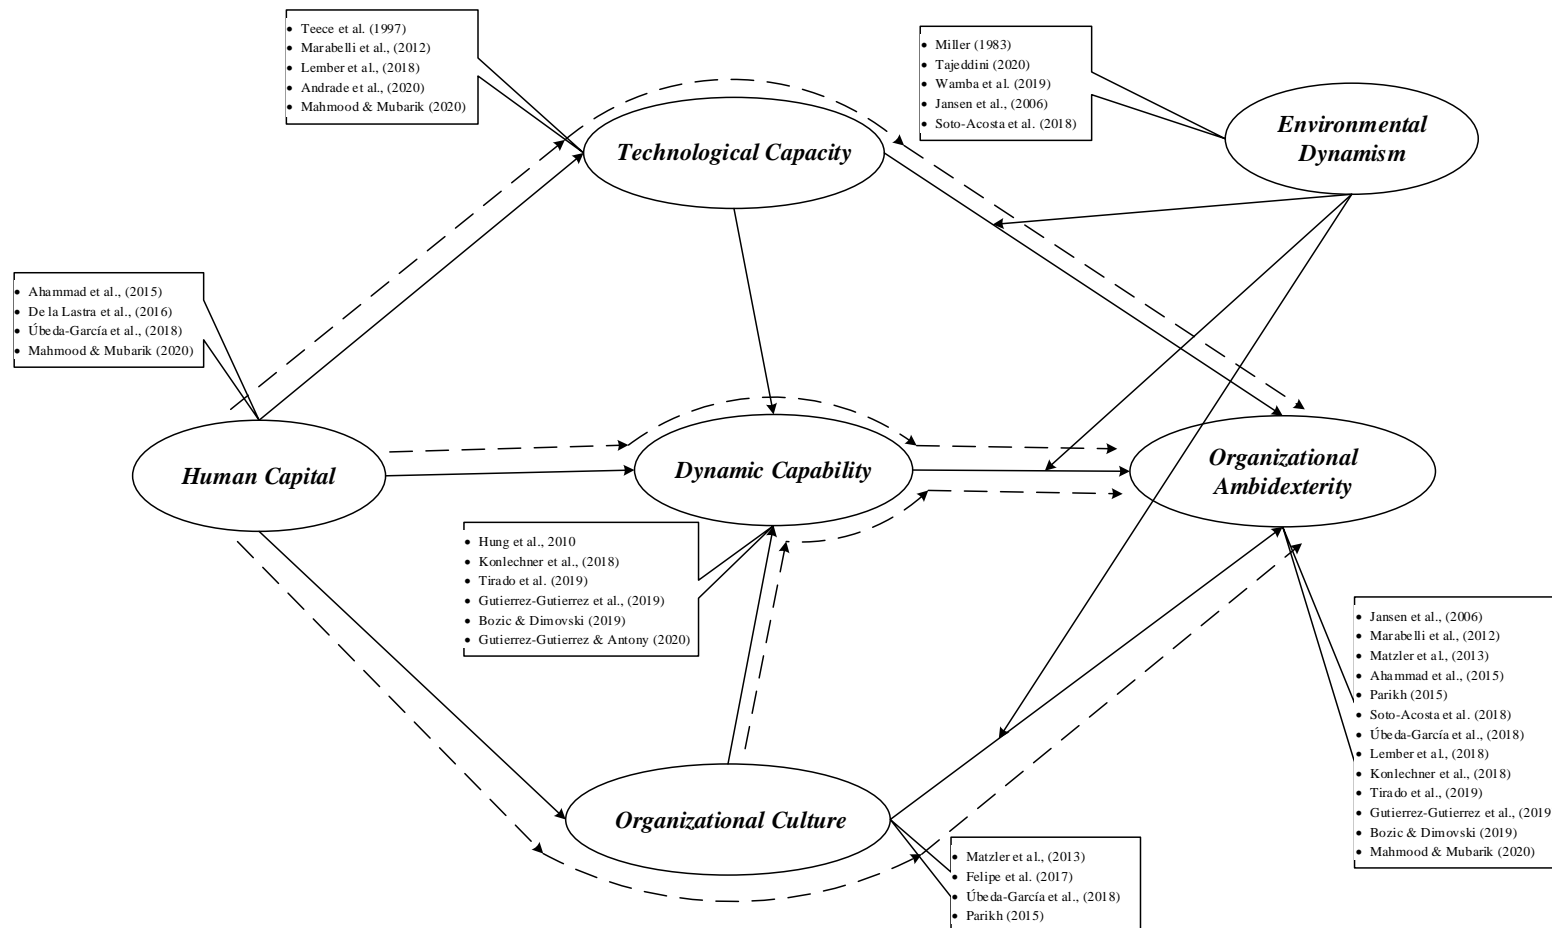 Teece et al. (1997)
Marabelli et al., (2012)
Lember et al., (2018)
Andrade et al., (2020)
Mahmood & Mubarik (2020)
Miller (1983)
Tajeddini (2020)
Wamba et al. (2019)
Jansen et al., (2006)
Soto-Acosta et al. (2018)
Environmental
Dynamism
Technological Capacity
Ahammad et al., (2015)
De la Lastra et al., (2016)
Úbeda-García et al., (2018)
Mahmood & Mubarik (2020)
Human Capital
Dynamic Capability
Organizational
Ambidexterity
Hung et al., 2010
Konlechner et al., (2018)
Tirado et al. (2019)
Gutierrez-Gutierrez et al., (2019)
Bozic & Dimovski (2019)
Gutierrez-Gutierrez & Antony (2020)
Jansen et al., (2006)
Marabelli et al., (2012)
Matzler et al., (2013)
Ahammad et al., (2015)
Parikh (2015)
Soto-Acosta et al. (2018)
Úbeda-García et al., (2018)
Lember et al., (2018)
Konlechner et al., (2018)
Tirado et al., (2019)
Gutierrez-Gutierrez et al., (2019
Bozic & Dimovski (2019)
Mahmood & Mubarik (2020)
Organizational Culture
Matzler et al., (2013)
Felipe et al. (2017)
Úbeda-García et al., (2018)
Parikh (2015)